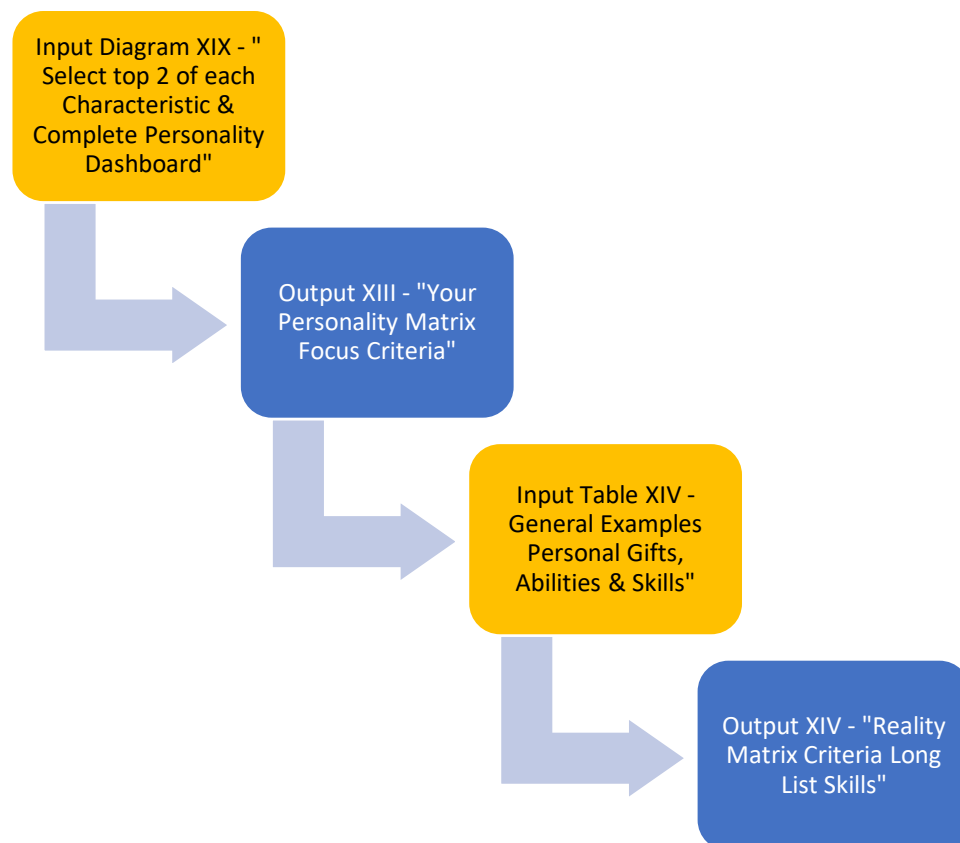 Input Diagram XIX - "
Select top 2 of each
Characteristic &
Complete Personality
Dashboard"
Output XIII - "Your
Personality Matrix
Focus Criteria"
Input Table XIV -
General Examples
Personal Gifts,
Abilities & Skills"
Output XIV - "Reality
Matrix Criteria Long
List Skills"